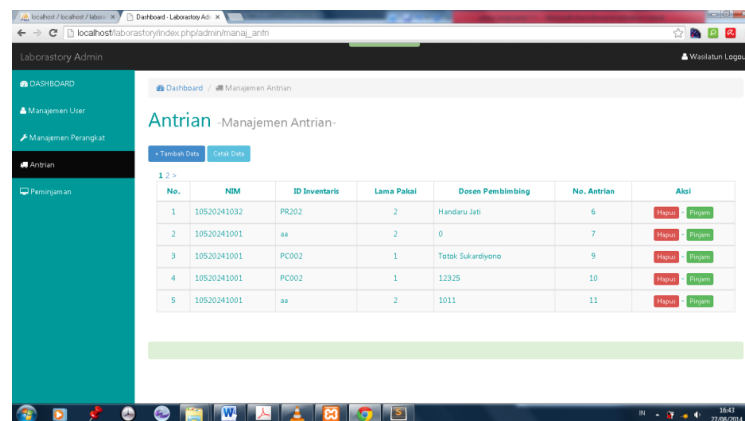 localhost / localhost / labora
Dashboard - Laborastory Adm
localhost/laborastory/index.php/admin/manaj_antri
Laborastory Admin
Wasilatun Logou
DASHBOARD
Manajemen User
Manajemen Perangkat
Antrian
Peminjaman
Dashboard / Manajemen Antrian
Antrian -Manajemen Antrian-
+ Tambah Data Cetak Data
1 2 >
No. NIM ID Inventaris Lama Pakai Dosen Pembimbing No. Antrian Aksi
1 10520241032 PR202 2 Handaru Jati 6 Hapus - Pinjam
2 10520241001 aa 2 0 7 Hapus - Pinjam
3 10520241001 PC002 1 Totok Sukardiyono 9 Hapus - Pinjam
4 10520241001 PC002 1 12325 10 Hapus - Pinjam
5 10520241001 aa 2 1011 11 Hapus - Pinjam
IN
16:43
27/08/2014